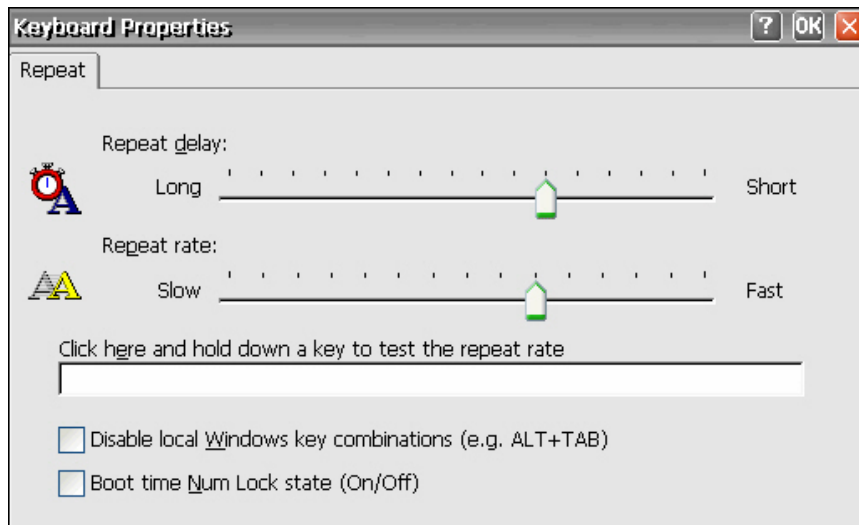 Keyboard Properties ? OK ×
Repeat
Repeat delay:
Long Short
Repeat rate:
Slow Fast
Click here and hold down a key to test the repeat rate
Disable local Windows key combinations (e.g. ALT+TAB)
Boot time Num Lock state (On/Off)